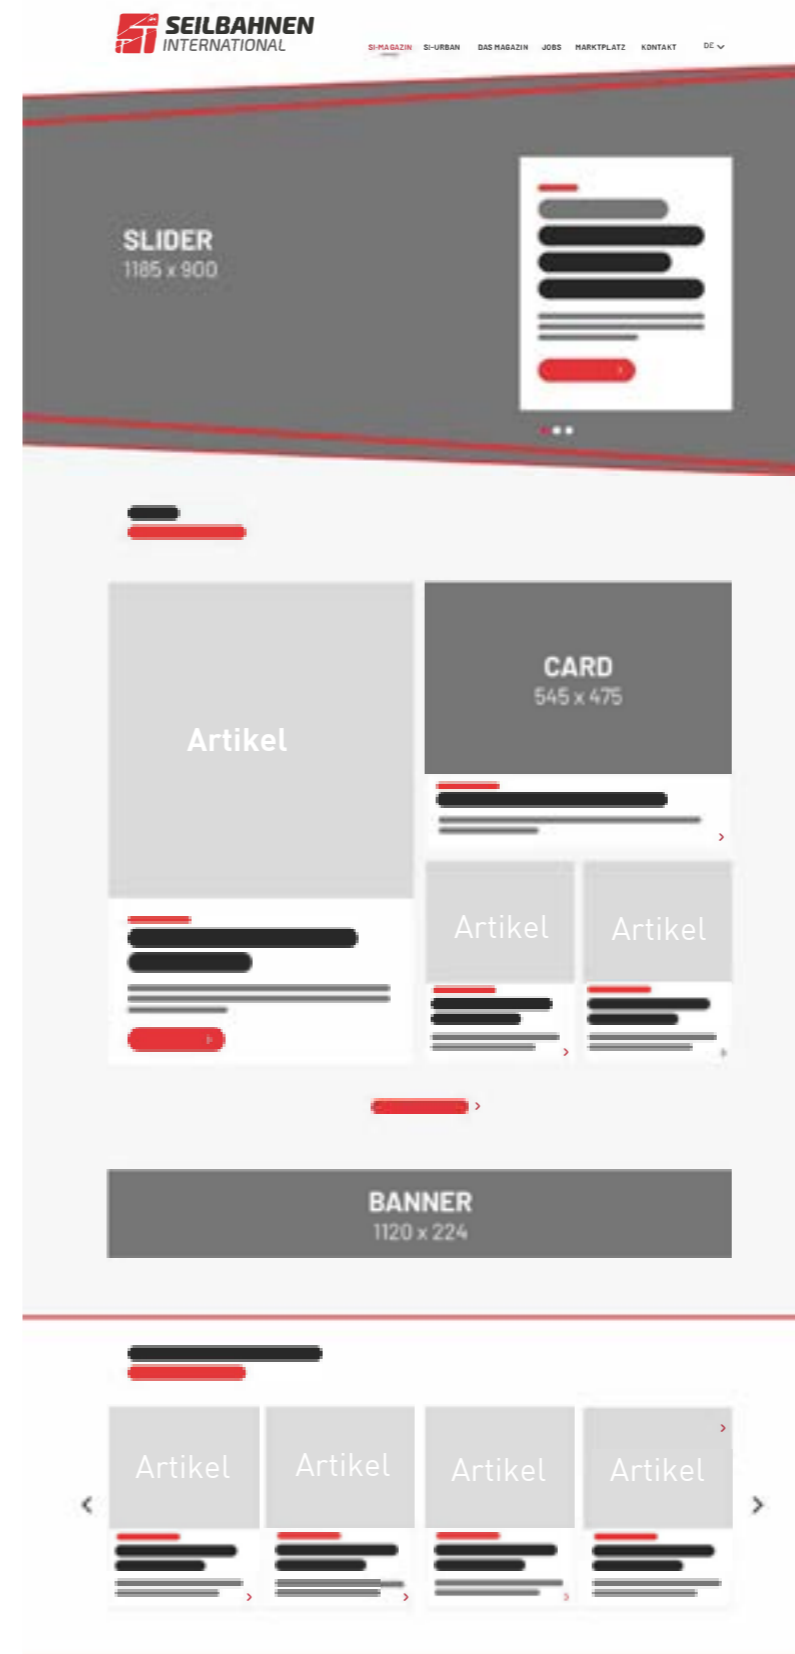 SEILBAHNEN
INTERNATIONAL
SI-MAGAZIN SI-URBAN DAS MAGAZIN JOBS MARKTPLATZ KONTAKT DE
SLIDER
1185 x 900
Artikel
CARD
545 x 475
Artikel
Artikel
BANNER
1120 x 224
Artikel
Artikel
Artikel
Artikel